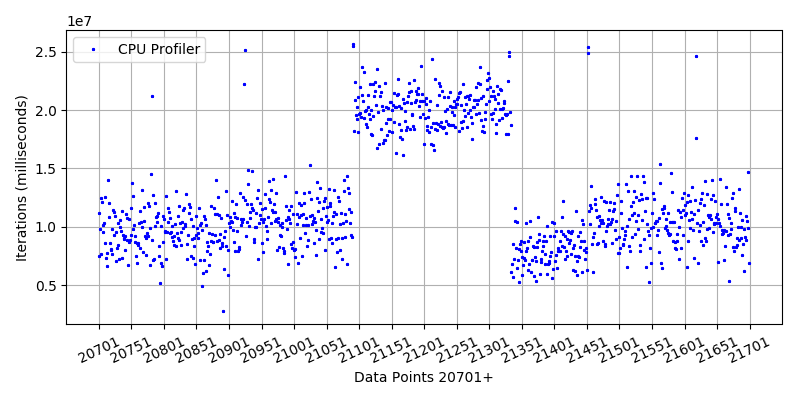 1e7
CPU Profiler
2.5
2.0
1.5
1.0
0.5
Iterations (milliseconds)
20701 20751 20801 20851 20901 20951 21001 21051 21101 21151 21201 21251 21301 21351 21401 21451 21501 21551 21601 21651 21701
Data Points 20701+